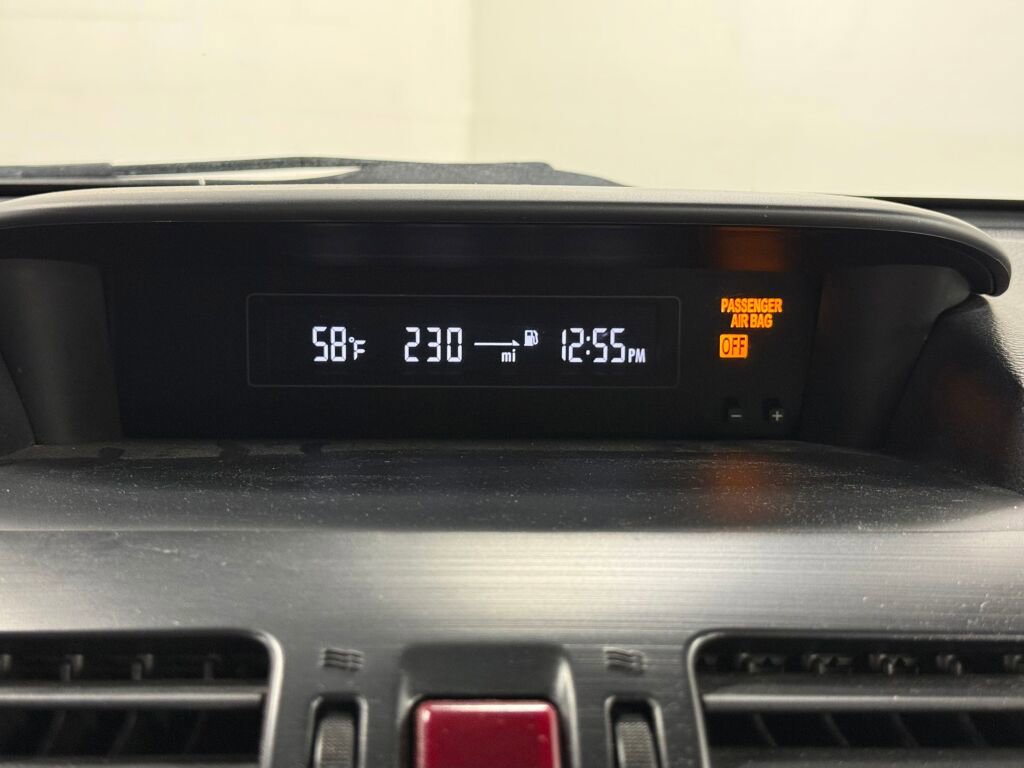 58°F 230 mi 12:55 PM
PASSENGER
AIR BAG
OFF
- +